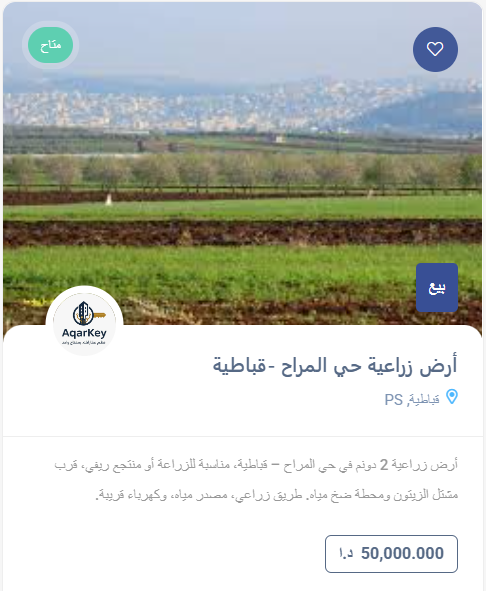 متاح
بيع
AqarKey
أرض زراعية حي المراح -قباطية
قباطية, PS
أرض زراعية 2 دونم في حي المراح – قباطية، مناسبة للزراعة أو منتجع ريفي، قرب
مشتل الزيتون ومحطة ضخ مياه. طريق زراعي، مصدر مياه، وكهرباء قريبة.
50,000.000 د.ا